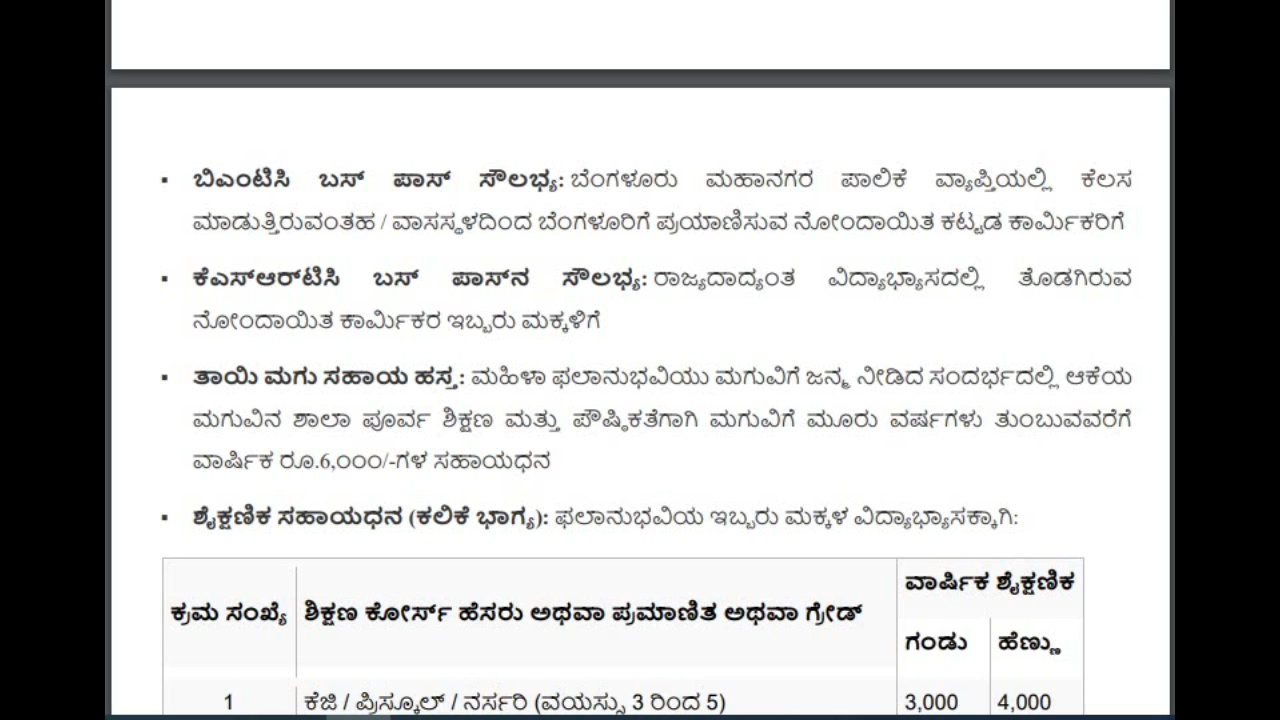 ▪ ಬಿಎಂಟಿಸಿ ಬಸ್ ಪಾಸ್ ಸೌಲಭ್ಯ: ಬೆಂಗಳೂರು ಮಹಾನಗರ ಪಾಲಿಕೆ ವ್ಯಾಪ್ತಿಯಲ್ಲಿ ಕೆಲಸ
ಮಾಡುತ್ತಿರುವಂತಹ / ವಾಸಸ್ಥಳದಿಂದ ಬೆಂಗಳೂರಿಗೆ ಪ್ರಯಾಣಿಸುವ ನೋಂದಾಯಿತ ಕಟ್ಟಡ ಕಾರ್ಮಿಕರಿಗೆ
▪ ಕೆಎಸ್ಆರ್‌ಟಿಸಿ ಬಸ್ ಪಾಸ್‌ನ ಸೌಲಭ್ಯ: ರಾಜ್ಯದಾದ್ಯಂತ ವಿದ್ಯಾಭ್ಯಾಸದಲ್ಲಿ ತೊಡಗಿರುವ
ನೋಂದಾಯಿತ ಕಾರ್ಮಿಕರ ಇಬ್ಬರು ಮಕ್ಕಳಿಗೆ
▪ ತಾಯಿ ಮಗು ಸಹಾಯ ಹಸ್ತ: ಮಹಿಳಾ ಫಲಾನುಭವಿಯು ಮಗುವಿಗೆ ಜನ್ಮ ನೀಡಿದ ಸಂದರ್ಭದಲ್ಲಿ ಆಕೆಯ
ಮಗುವಿನ ಶಾಲಾ ಪೂರ್ವ ಶಿಕ್ಷಣ ಮತ್ತು ಪೌಷ್ಠಿಕತೆಗಾಗಿ ಮಗುವಿಗೆ ಮೂರು ವರ್ಷಗಳು ತುಂಬುವವರೆಗೆ
ವಾರ್ಷಿಕ ರೂ.6,೦೦೦/-ಗಳ ಸಹಾಯಧನ
▪ ಶೈಕ್ಷಣಿಕ ಸಹಾಯಧನ (ಕಲಿಕೆ ಭಾಗ್ಯ): ಫಲಾನುಭವಿಯ ಇಬ್ಬರು ಮಕ್ಕಳ ವಿದ್ಯಾಭ್ಯಾಸಕ್ಕಾಗಿ:
ವಾರ್ಷಿಕ ಶೈಕ್ಷಣಿಕ
ಕ್ರಮ ಸಂಖ್ಯೆ ಶಿಕ್ಷಣ ಕೋರ್ಸ್ ಹೆಸರು ಅಥವಾ ಪ್ರಮಾಣಿತ ಅಥವಾ ಗ್ರೇಡ್
ಗಂಡು ಹೆಣ್ಣು
1 ಕೆಜಿ / ಪ್ರಿಸ್ಕೂಲ್ / ನರ್ಸರಿ (ವಯಸ್ಸು 3 ರಿಂದ 5) 3,000 4,000